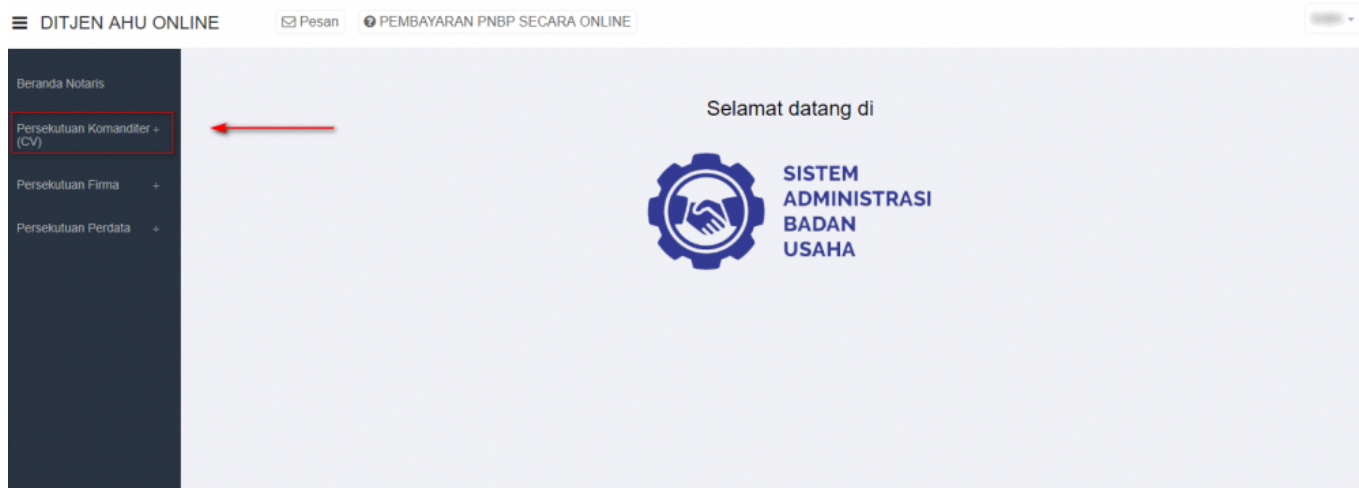 DITJEN AHU ONLINE
Pesan
PEMBAYARAN PNBP SECARA ONLINE
Beranda Notaris
Persekutuan Komanditer +
(CV)
Persekutuan Firma +
Persekutuan Perdata +
Selamat datang di
SISTEM
ADMINISTRASI
BADAN
USAHA